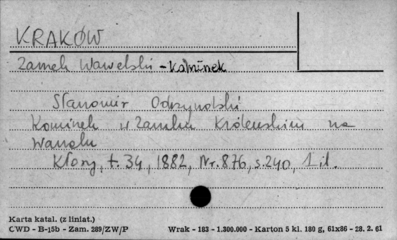 KRAKÓW
Zamek Wawelski - Kominek
Sławomir Odrzywolski
Kominek w Zamku Królewskim na
Wawelu
Kłosy, t. 34, 1882, Nr. 876, s. 240, 1 il.
Karta katal. (z liniat.)
CWD - B-15b - Zam. 289/ZW/P
Wrak - 183 - 1.300.000 - Karton 5 kl. 180 g, 61x86 - 28. 2. 61